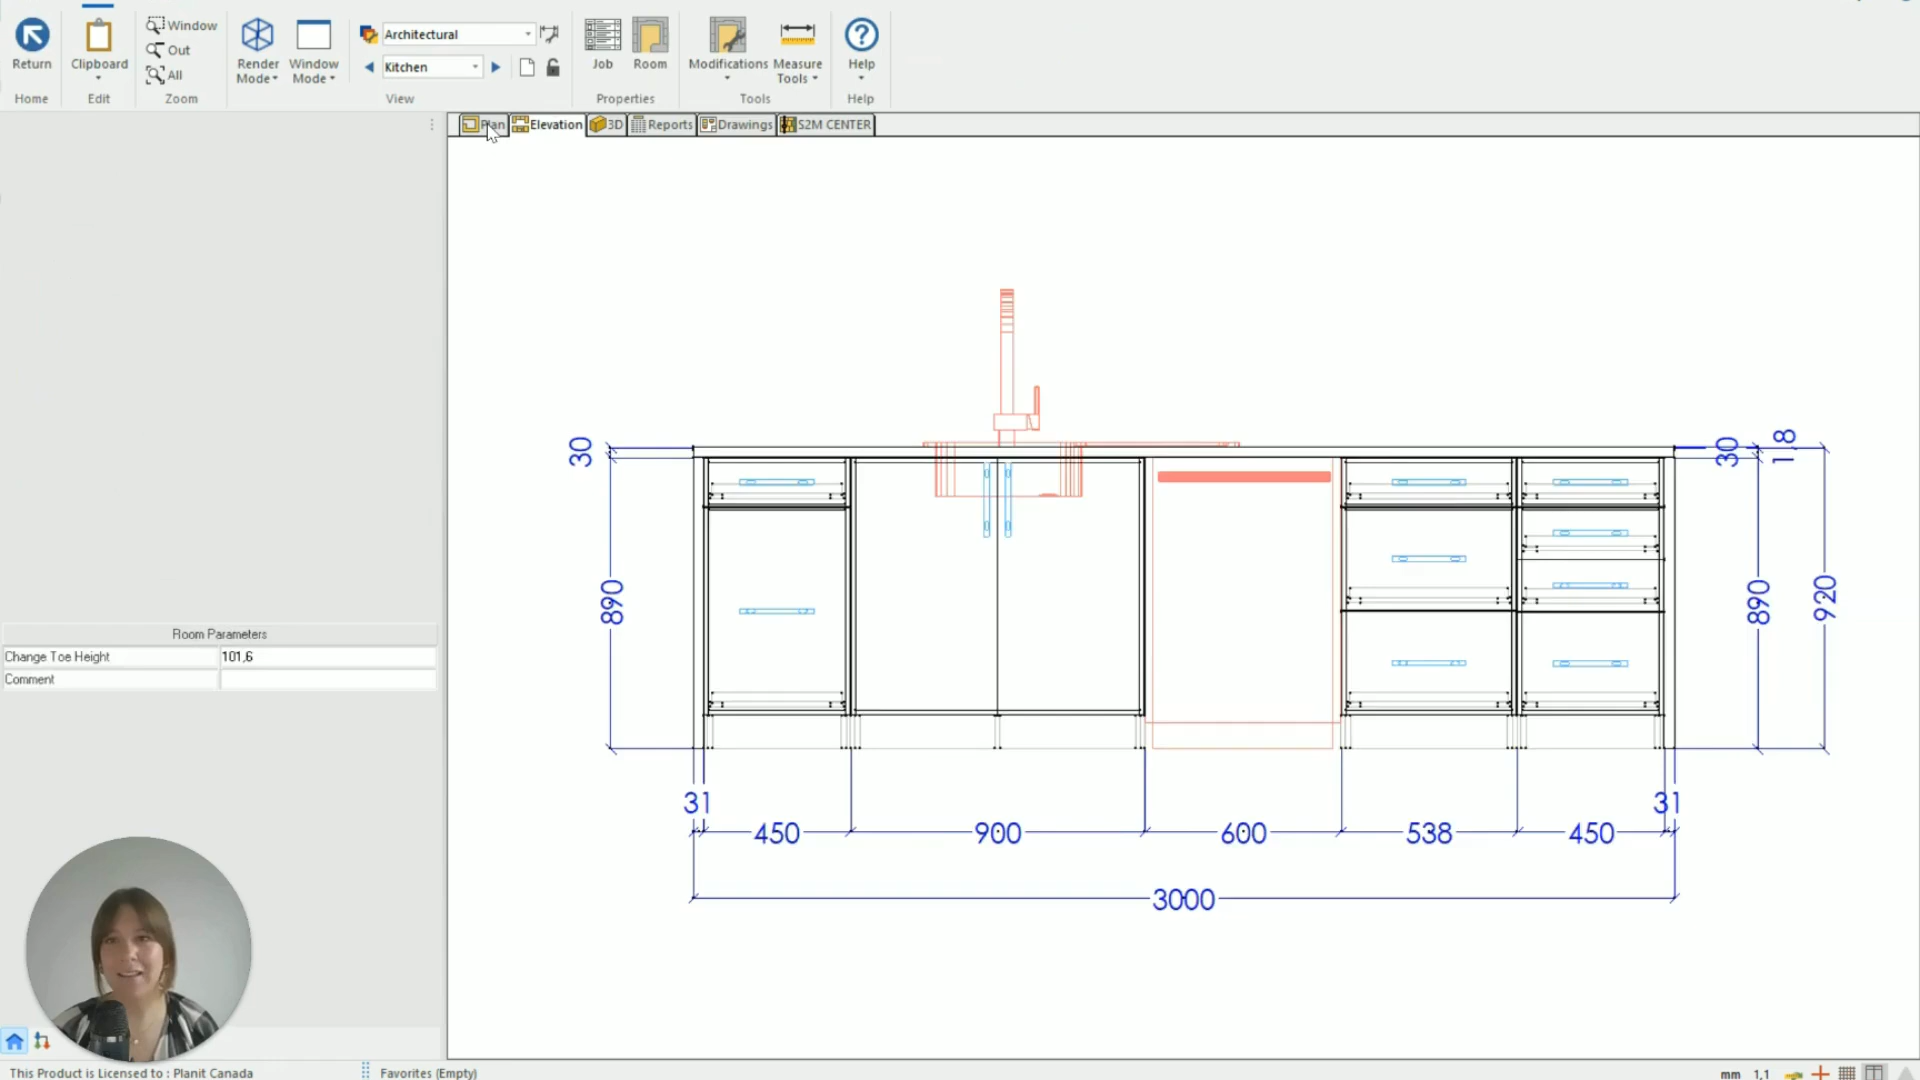 Return
Clipboard
Window
Out
All
Render
Mode
Window
Mode
Architectural
Kitchen
Job
Room
Modifications
Measure
Tools
Help
Home
Edit
Zoom
View
Properties
Tools
Help
Plan
Elevation
3D
Reports
Drawings
S2M CENTER
30
30
18
890
890
920
31
31
450
900
600
538
450
3000
Room Parameters
Change Toe Height
101,6
Comment
This Product is Licensed to : Planit Canada
Favorites (Empty)
mm
1,1